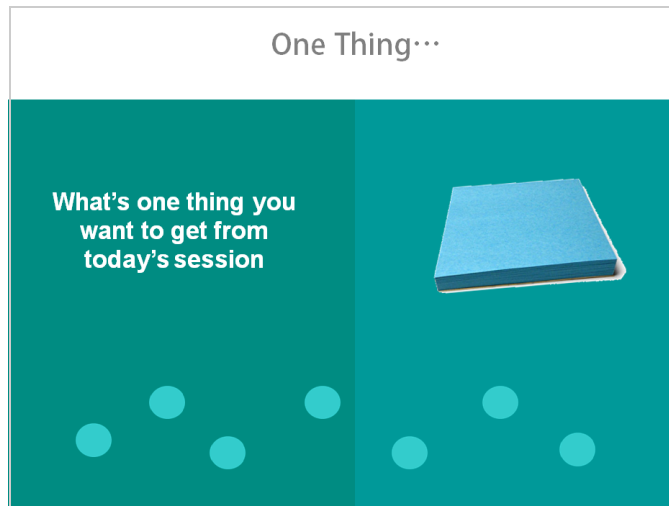 One Thing…
What’s one thing you
want to get from
today’s session